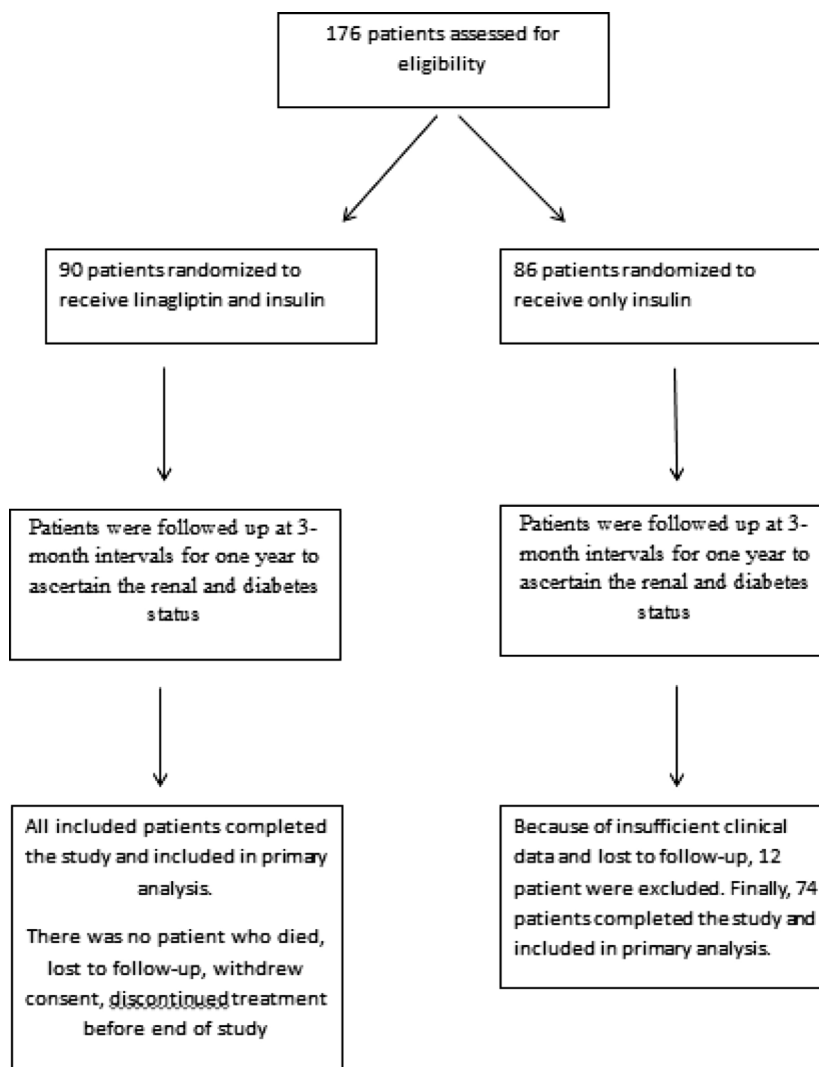 176 patients assessed for
eligibility
90 patients randomized to
receive linagliptin and insulin
86 patients randomized to
receive only insulin
Patients were followed up at 3-
month intervals for one year to
ascertain the renal and diabetes
status
Patients were followed up at 3-
month intervals for one year to
ascertain the renal and diabetes
status
All included patients completed
the study and included in primary
analysis.
There was no patient who died,
lost to follow-up, withdrew
consent, discontinued treatment
before end of study
Because of insufficient clinical
data and lost to follow-up, 12
patient were excluded. Finally, 74
patients completed the study and
included in primary analysis.